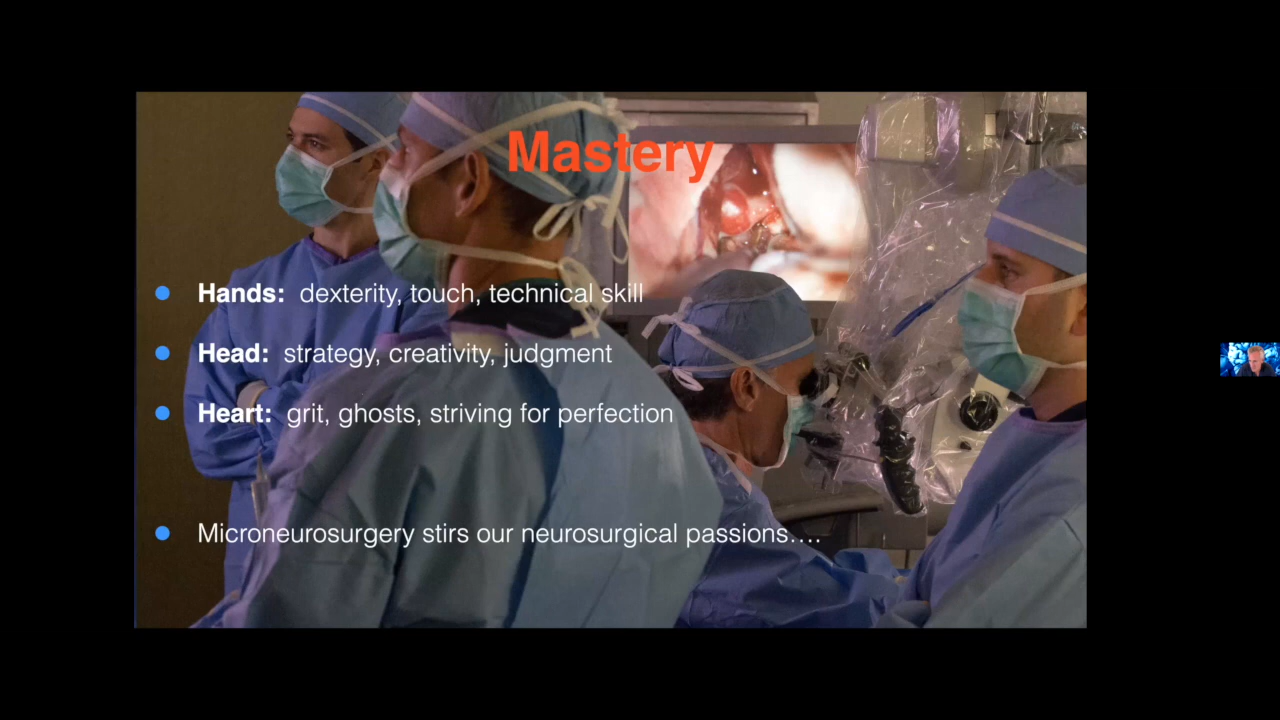 Mastery
Hands: dexterity, touch, technical skill
Head: strategy, creativity, judgment
Heart: grit, ghosts, striving for perfection
Microneurosurgery stirs our neurosurgical passions….